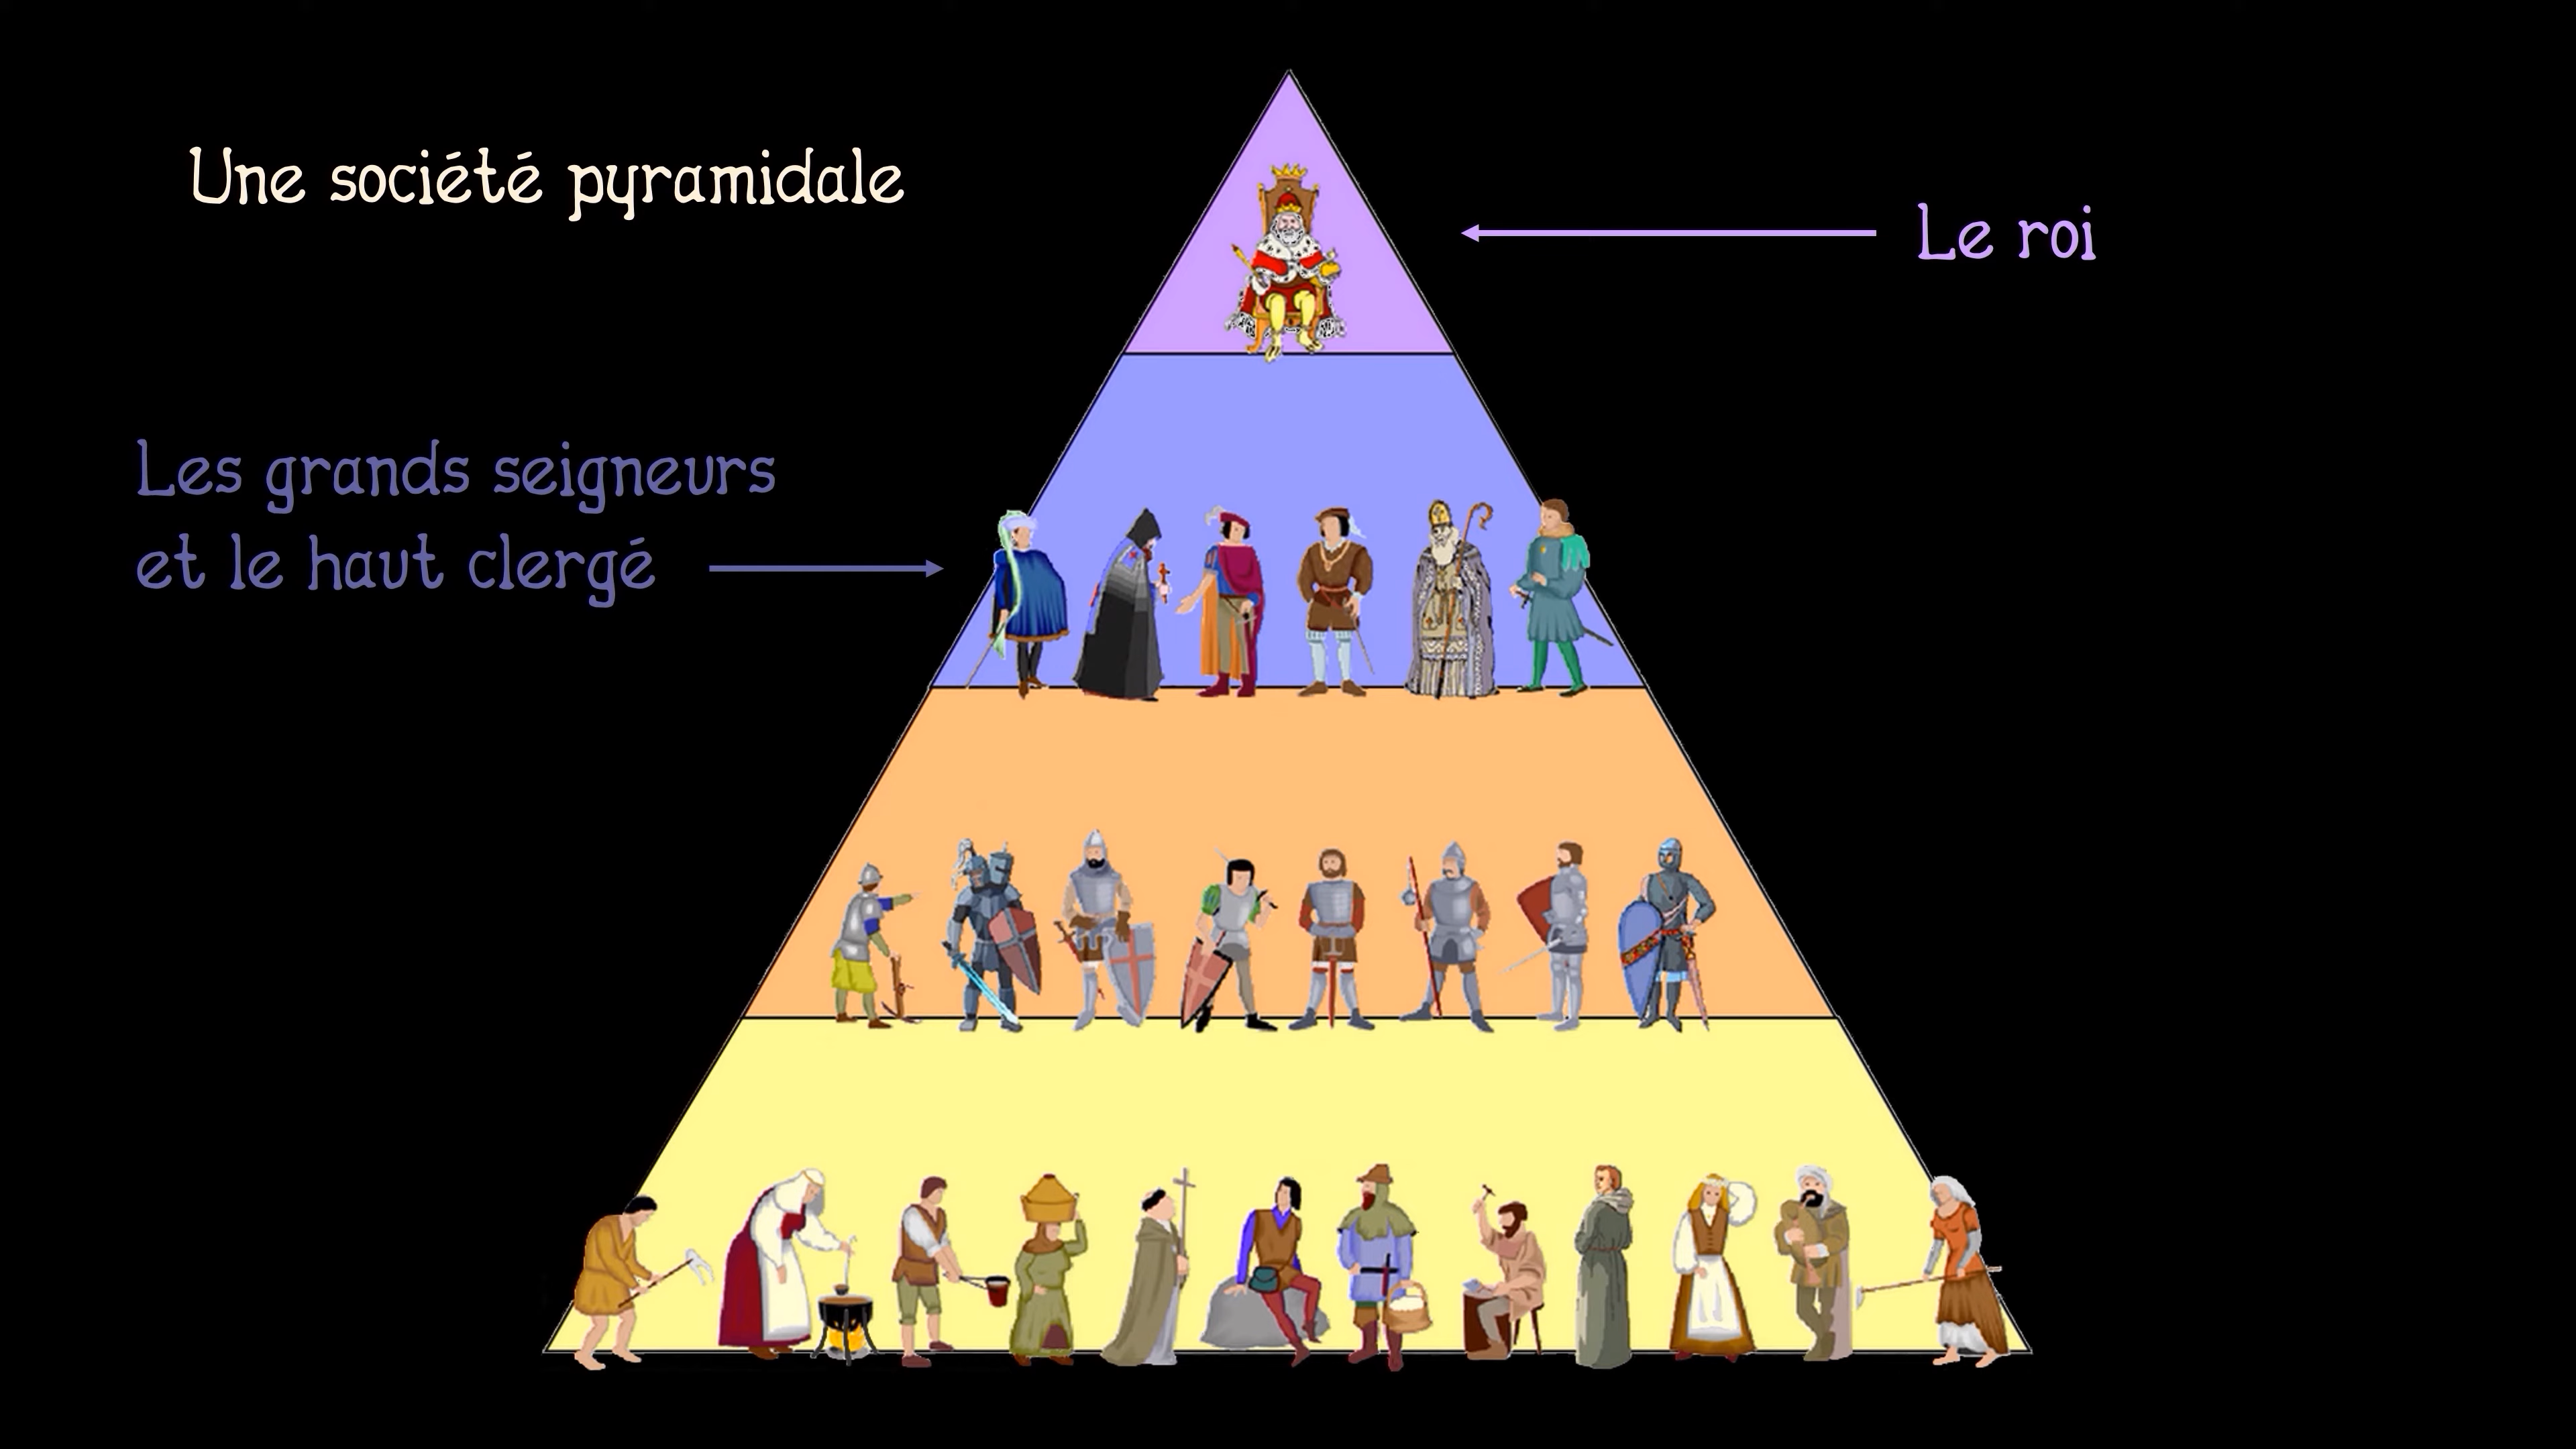 Une société pyramidale
Le roi
Les grands seigneurs
et le haut clergé